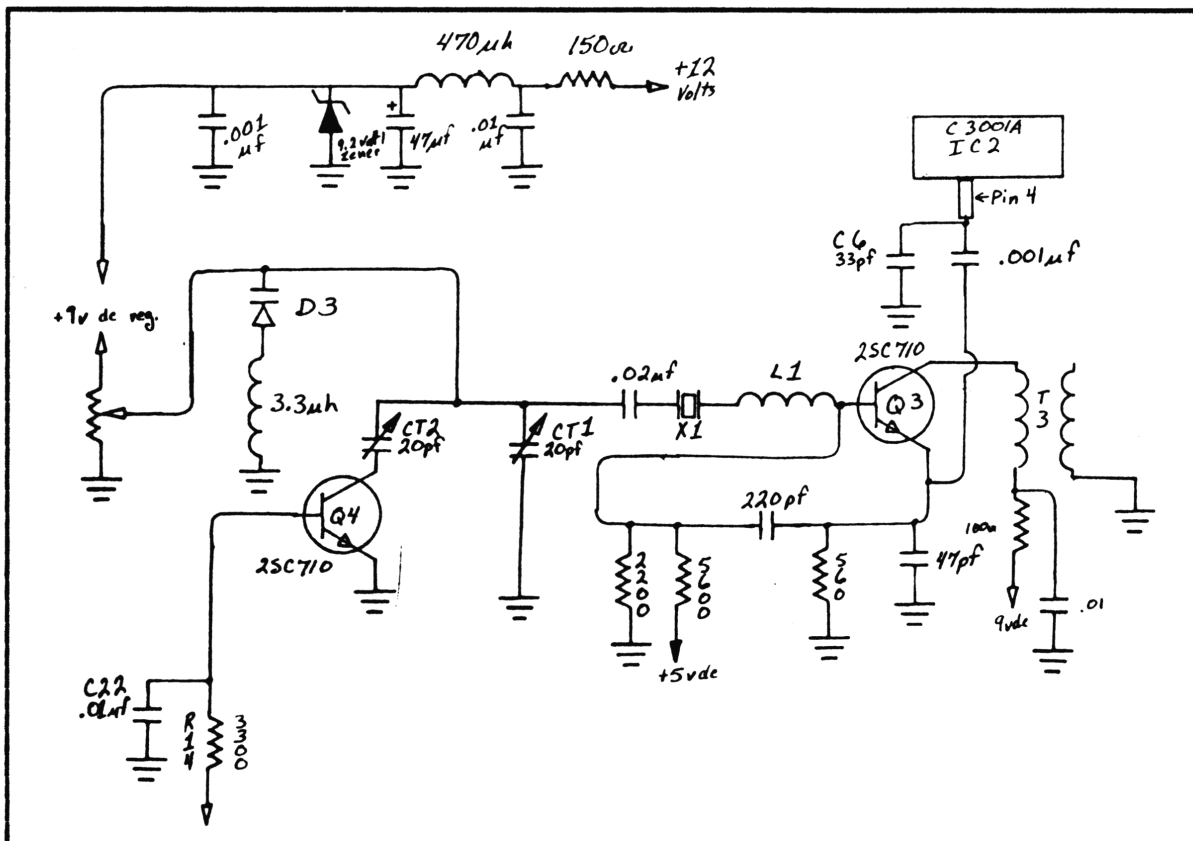 470µh
150Ω
+12
Volts
.001
µf
9.2 volt
zener
+
47µf
.01
µf
C3001A
IC2
←Pin 4
C6
33pf
.001µf
+9v dc reg.
D3
3.3µh
CT2
20pf
CT1
20pf
.02µf
X1
L1
2SC710
Q3
T
3
Q4
2SC710
220pf
2200
5600
560
47pf
100Ω
9vdc
.01
+5vdc
C22
.01µf
R14
3300